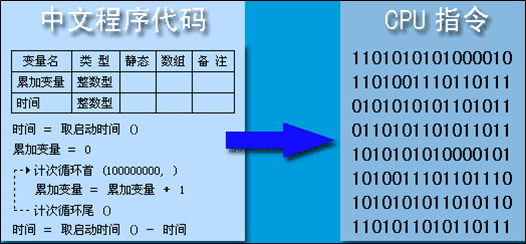 中文程序代码
变量名 类 型 静态 数组 备 注
累加变量 整数型
时间 整数型
时间 = 取启动时间 ()
累加变量 = 0
计次循环首 (100000000, )
累加变量 = 累加变量 + 1
计次循环尾 ()
时间 = 取启动时间 () - 时间
CPU 指令
1101010101000010
1101001110110111
0101010101101011
0110101101011011
1010101010000101
1010011101101110
1010101011010110
1101011010110111